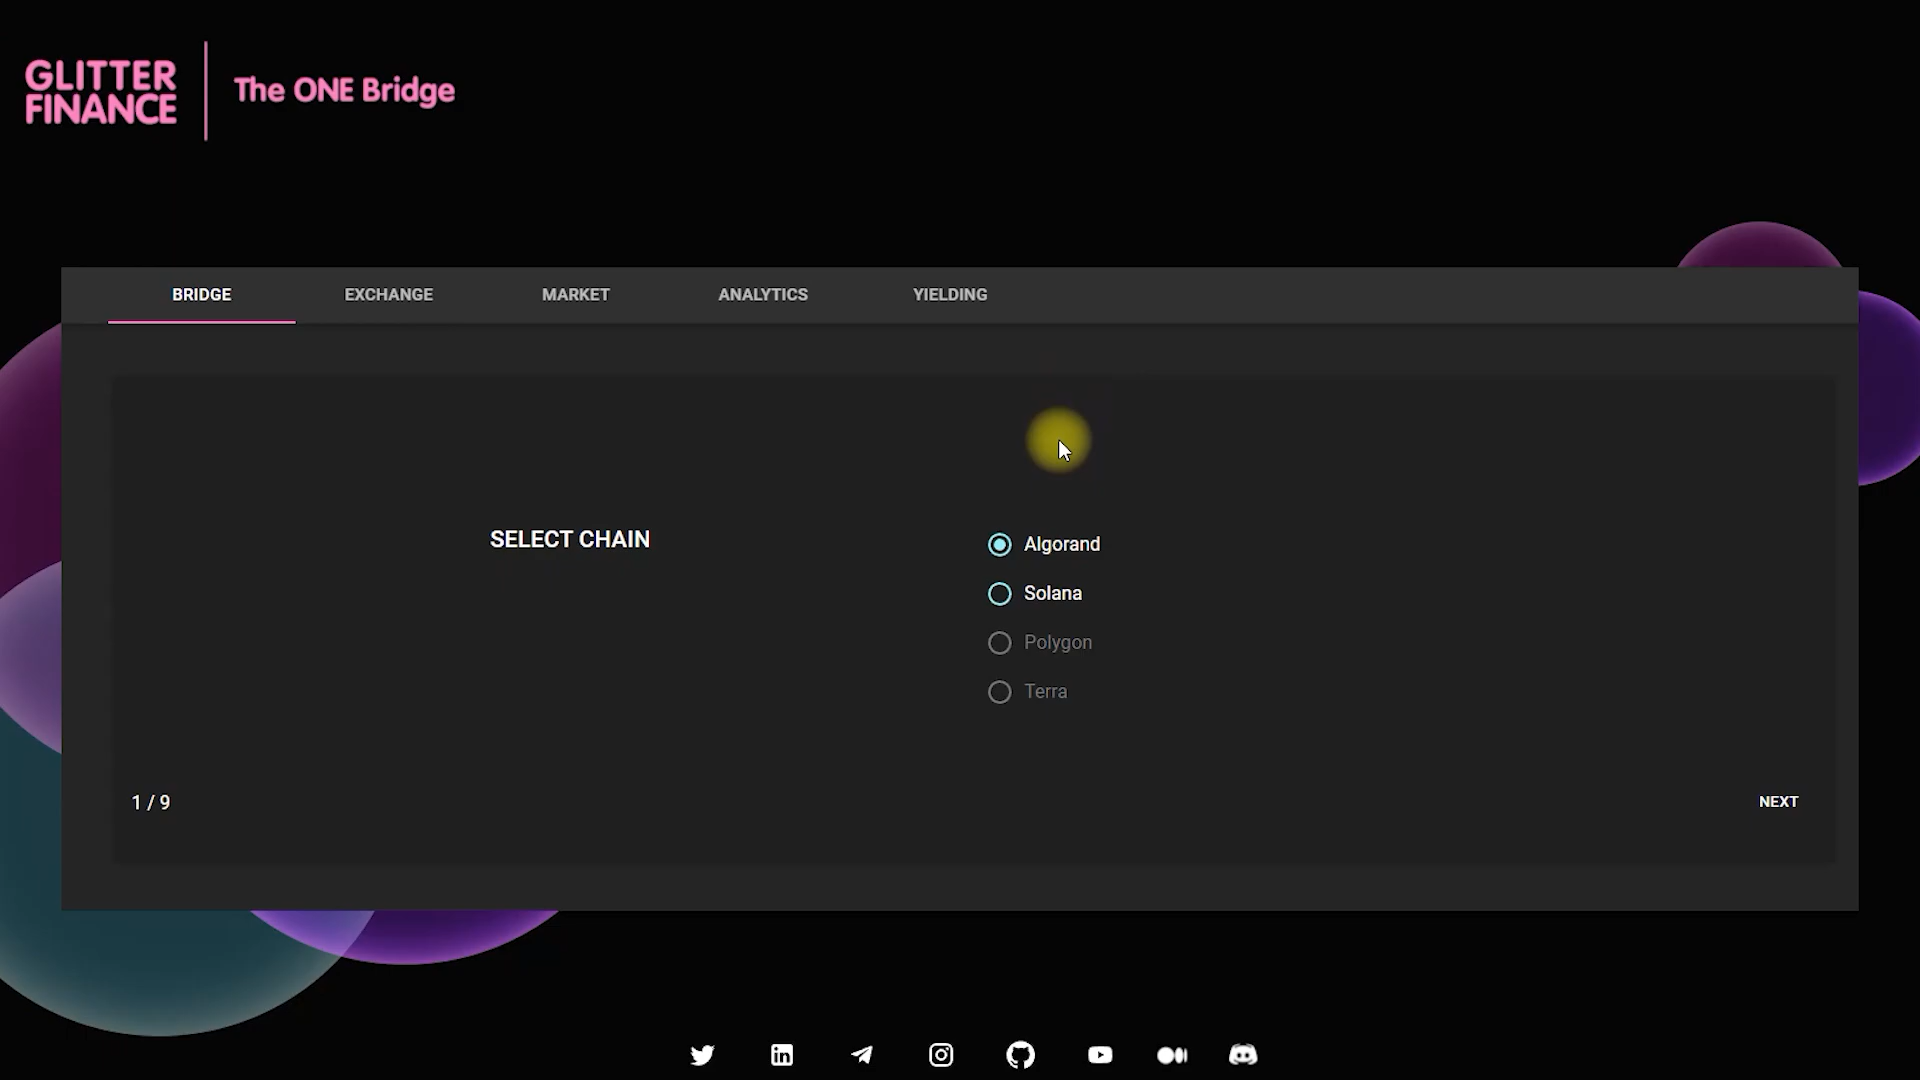 GLITTER
FINANCE
The ONE Bridge
BRIDGE EXCHANGE MARKET ANALYTICS YIELDING
SELECT CHAIN
Algorand
Solana
Polygon
Terra
1 / 9
NEXT